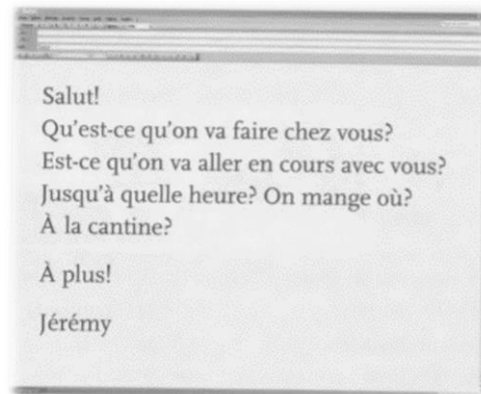 Salut!
Qu'est-ce qu'on va faire chez vous?
Est-ce qu'on va aller en cours avec vous?
Jusqu'à quelle heure? On mange où?
À la cantine?
À plus!
Jérémy